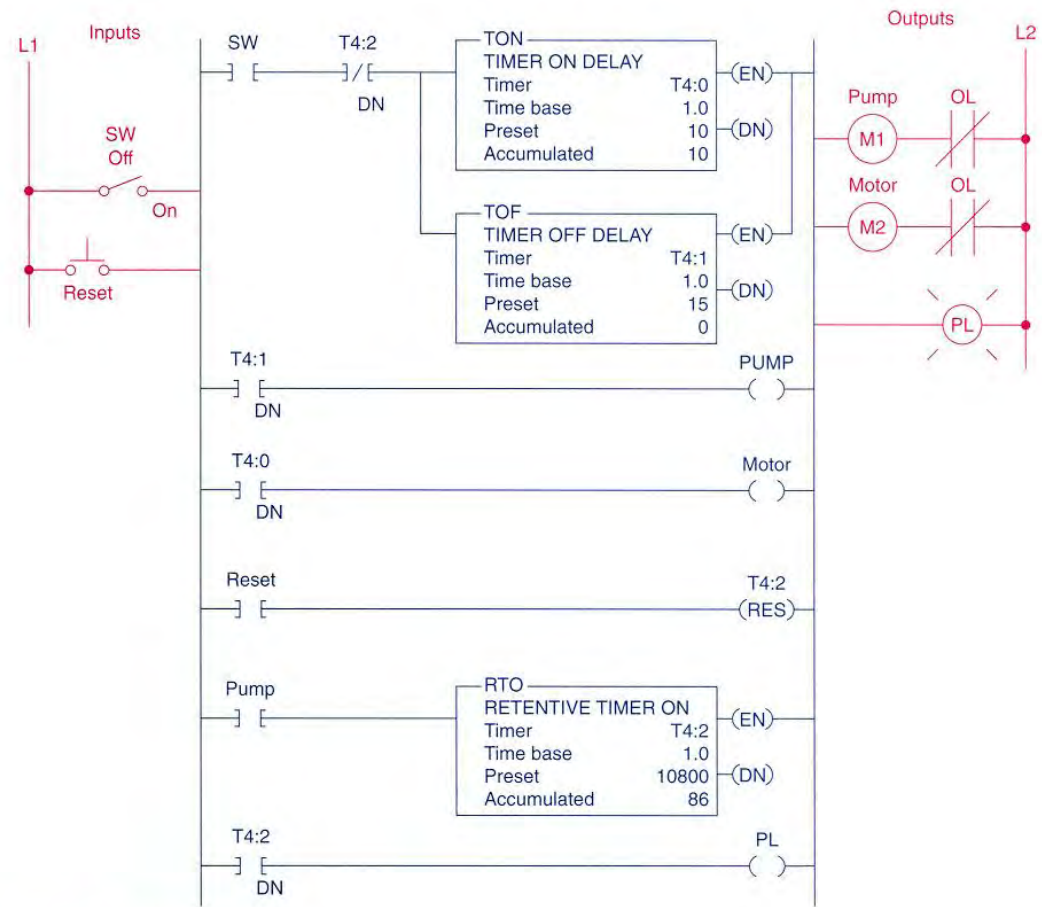 Inputs
L1
SW
Off
On
Reset
SW
T4:2
DN
TON
TIMER ON DELAY
Timer T4:0
Time base 1.0
Preset 10
Accumulated 10
(EN)
(DN)
TOF
TIMER OFF DELAY
Timer T4:1
Time base 1.0
Preset 15
Accumulated 0
(EN)
(DN)
T4:1
DN
PUMP
T4:0
DN
Motor
Reset
T4:2
(RES)
Pump
RTO
RETENTIVE TIMER ON
Timer T4:2
Time base 1.0
Preset 10800
Accumulated 86
(EN)
(DN)
T4:2
DN
PL
Outputs
L2
Pump
OL
M1
Motor
OL
M2
PL